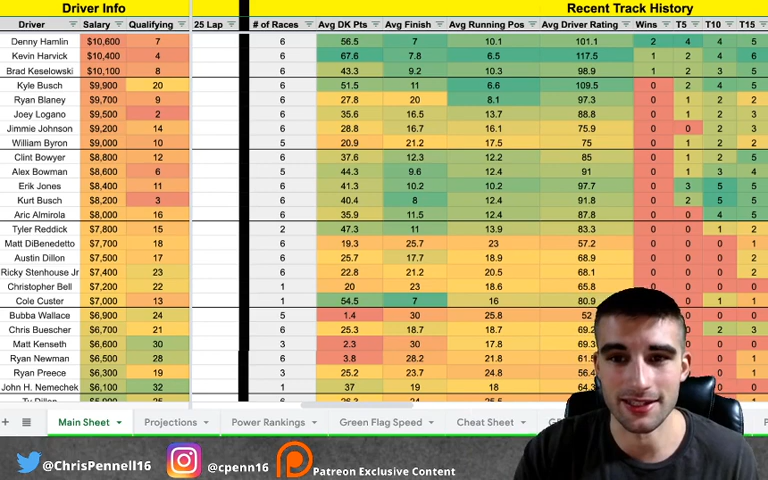 Driver Info Recent Track History
Driver Salary Qualifying 25 Lap # of Races Avg DK Pts Avg Finish Avg Running Pos Avg Driver Rating Wins T5 T10 T15
Denny Hamlin $10,600 7 6 56.5 7 10.1 101.1 2 4 4 5
Kevin Harvick $10,400 4 6 67.6 7.8 6.5 117.5 1 2 4 6
Brad Keselowski $10,100 8 6 43.3 9.2 10.3 98.9 1 2 3 5
Kyle Busch $9,900 20 6 51.5 11 6.6 109.5 0 2 4 5
Ryan Blaney $9,700 9 6 27.8 20 8.1 97.3 0 1 2 2
Joey Logano $9,500 2 6 35.6 16.5 13.7 88.8 0 1 2 3
Jimmie Johnson $9,200 14 6 28.8 16.7 16.1 75.9 0 0 2 3
William Byron $9,000 10 5 20.9 21.2 17.5 75 0 1 2 2
Clint Bowyer $8,800 12 6 37.6 12.3 12.2 85 0 1 2 5
Alex Bowman $8,600 6 5 44.3 9.6 12.4 91 0 1 3 4
Erik Jones $8,400 11 6 41.3 10.2 10.2 97.7 0 3 5 5
Kurt Busch $8,200 3 6 40.4 8 12.4 91.8 0 2 5 5
Aric Almirola $8,000 16 6 35.9 11.5 12.4 87.8 0 0 4 5
Tyler Reddick $7,800 15 2 47.3 11 13.9 83.3 0 0 1 2
Matt DiBenedetto $7,700 18 6 19.3 25.7 23 57.2 0 0 0 1
Austin Dillon $7,500 17 6 25.7 17.7 18.9 68.9 0 0 0 2
Ricky Stenhouse Jr $7,400 23 6 22.8 21.2 20.5 68.1 0 0 0 2
Christopher Bell $7,200 22 1 20 23 18.6 65.8 0 0 0
Cole Custer $7,000 13 1 54.5 7 16 80.9 1 1
Bubba Wallace $6,900 24 5 1.4 30 25.8 52 0 0 0
Chris Buescher $6,700 21 6 25.3 18.7 18.7 69.2 0 2 3
Matt Kenseth $6,600 30 3 2.3 30 17.8 69.3 0 0
Ryan Newman $6,500 28 6 3.8 28.2 21.8 61. 0 1
Ryan Preece $6,300 19 3 25.2 23.7 24.8 56.4 0 0
John H. Nemechek $6,100 32 1 37 19 18 64.3 0 0
Main Sheet Projections Power Rankings Green Flag Speed Cheat Sheet
@ChrisPennell16 @cpenn16 Patreon Exclusive Content